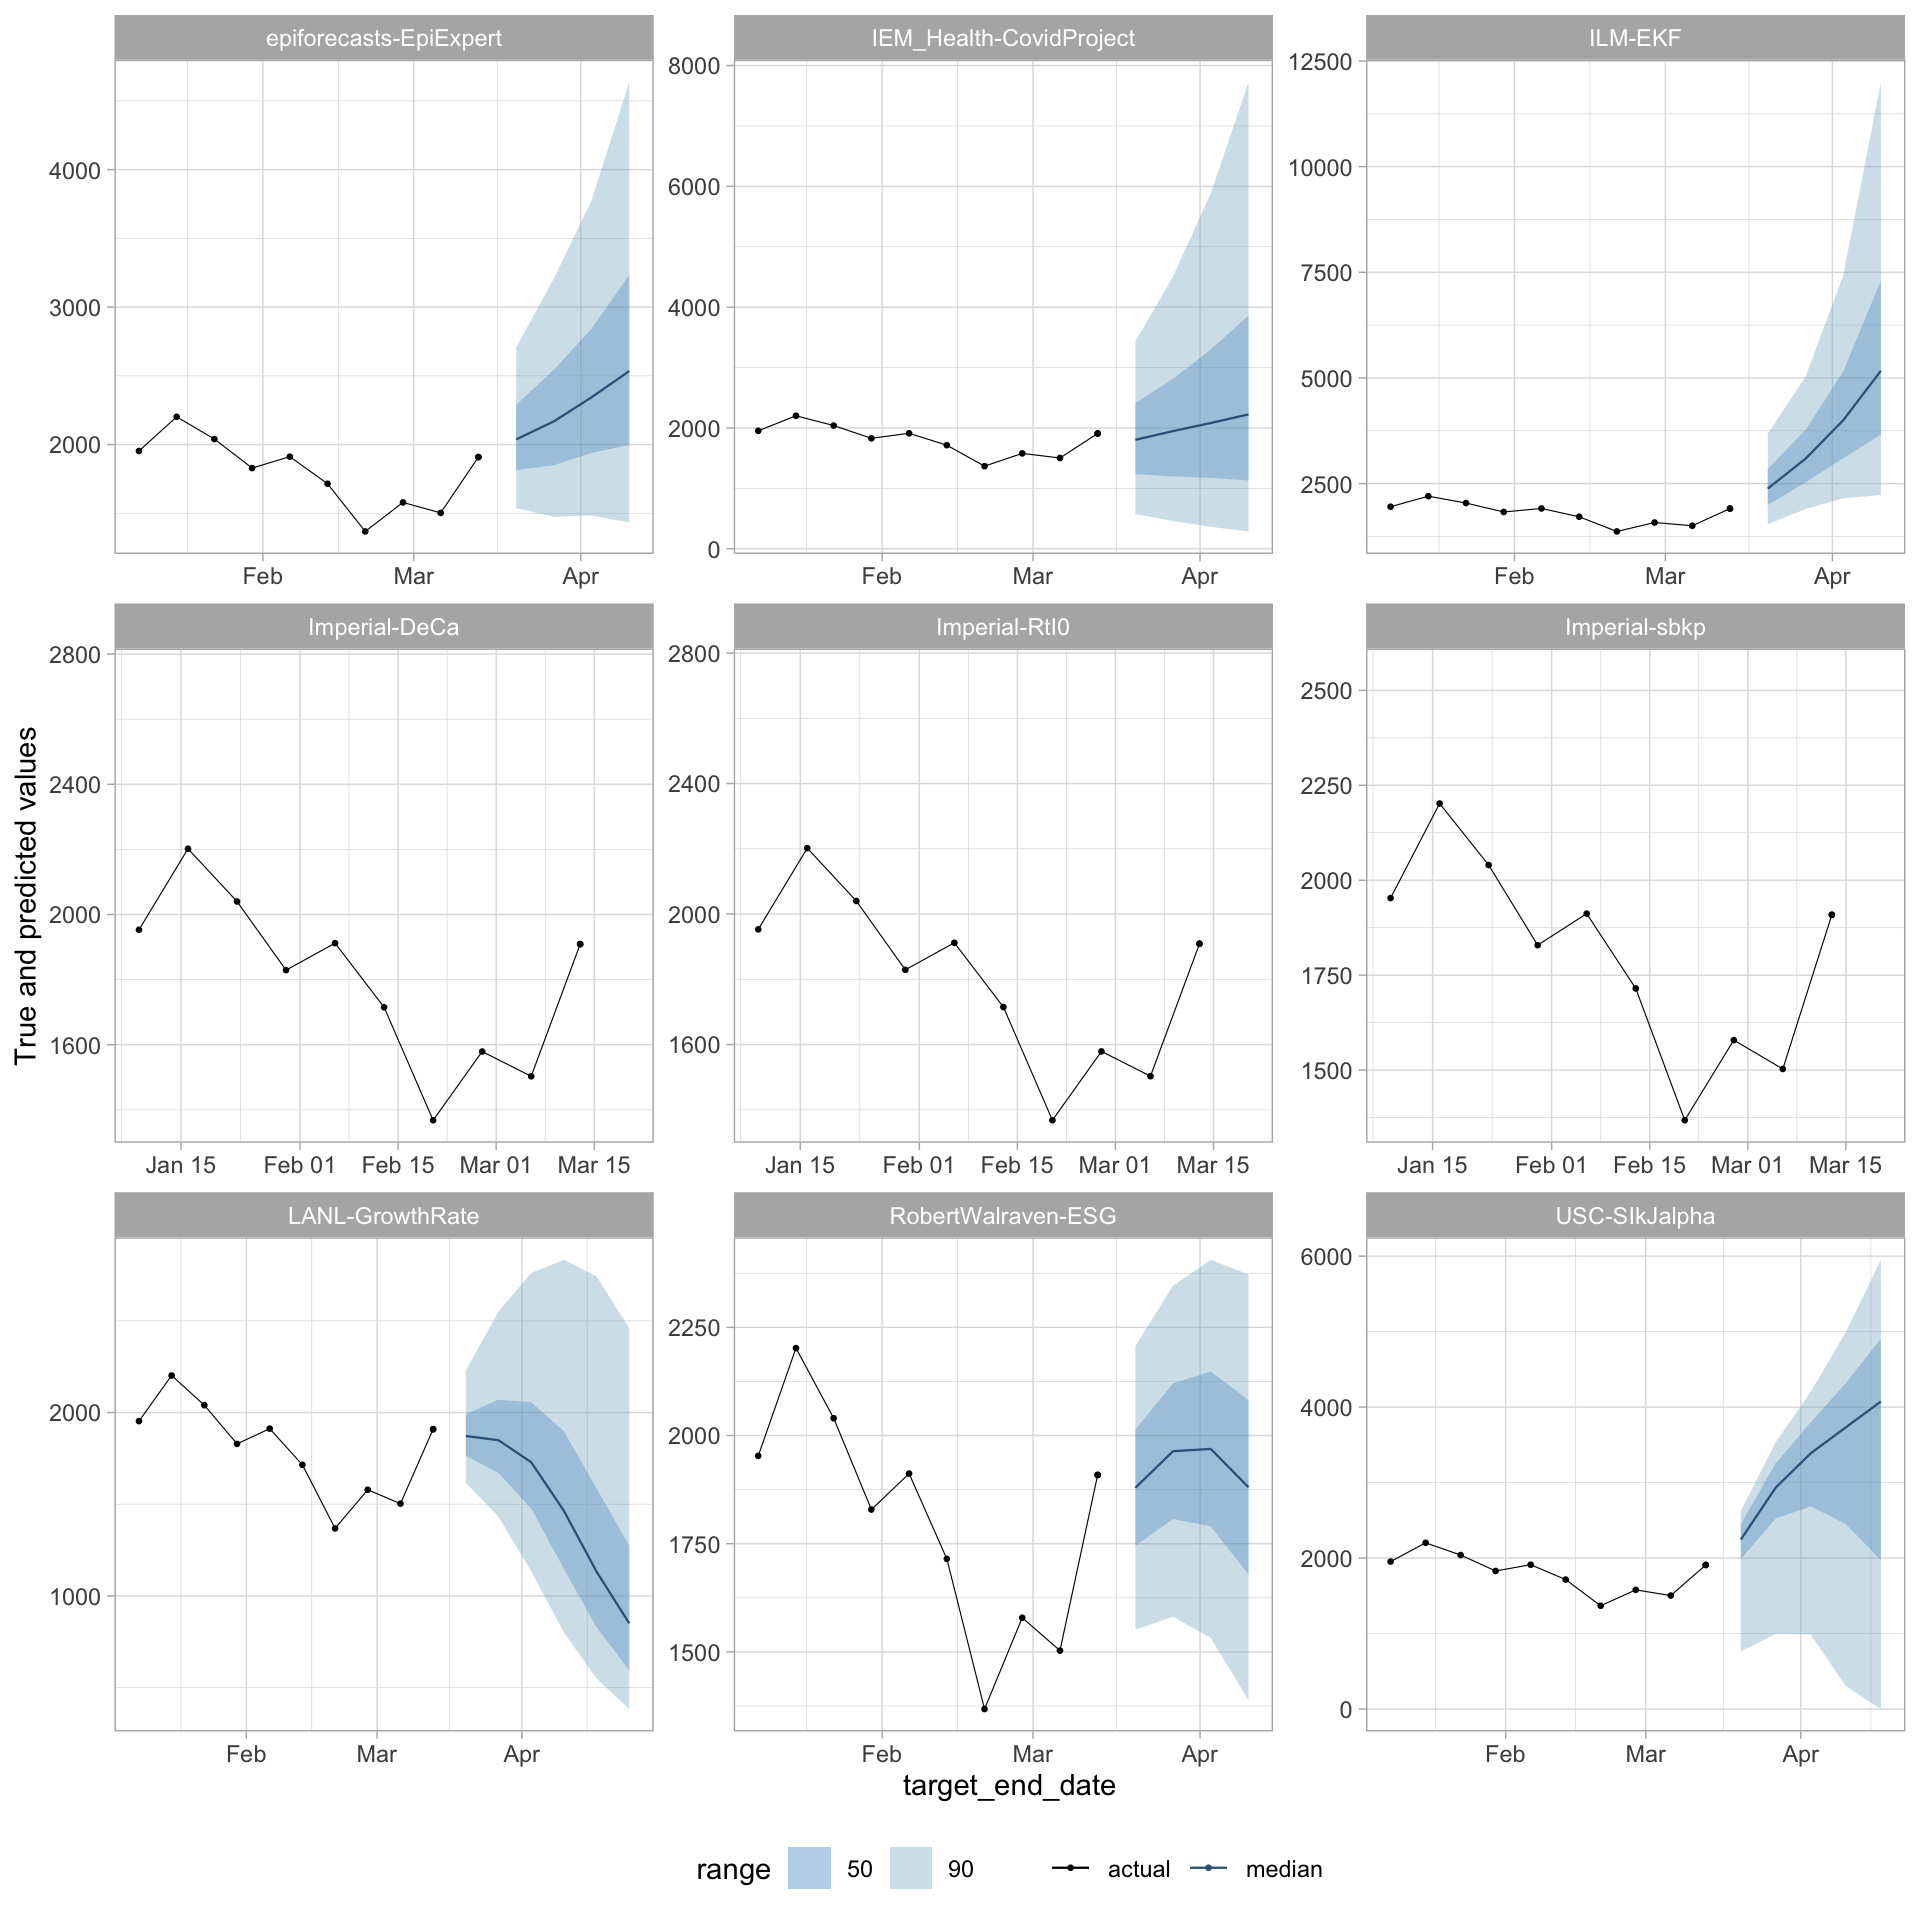 epiforecasts-EpiExpert
IEM_Health-CovidProject
ILM-EKF
4000
3000
2000
Feb Mar Apr
8000
6000
4000
2000
0
Feb Mar Apr
12500
10000
7500
5000
2500
Feb Mar Apr
True and predicted values
Imperial-DeCa
Imperial-RtI0
Imperial-sbkp
2800
2400
2000
1600
Jan 15 Feb 01 Feb 15 Mar 01 Mar 15
2800
2400
2000
1600
Jan 15 Feb 01 Feb 15 Mar 01 Mar 15
2500
2250
2000
1750
1500
Jan 15 Feb 01 Feb 15 Mar 01 Mar 15
LANL-GrowthRate
RobertWalraven-ESG
USC-SIkJalpha
2000
1000
Feb Mar Apr
2250
2000
1750
1500
Feb Mar Apr
6000
4000
2000
0
Feb Mar Apr
target_end_date
range 50 90 actual median